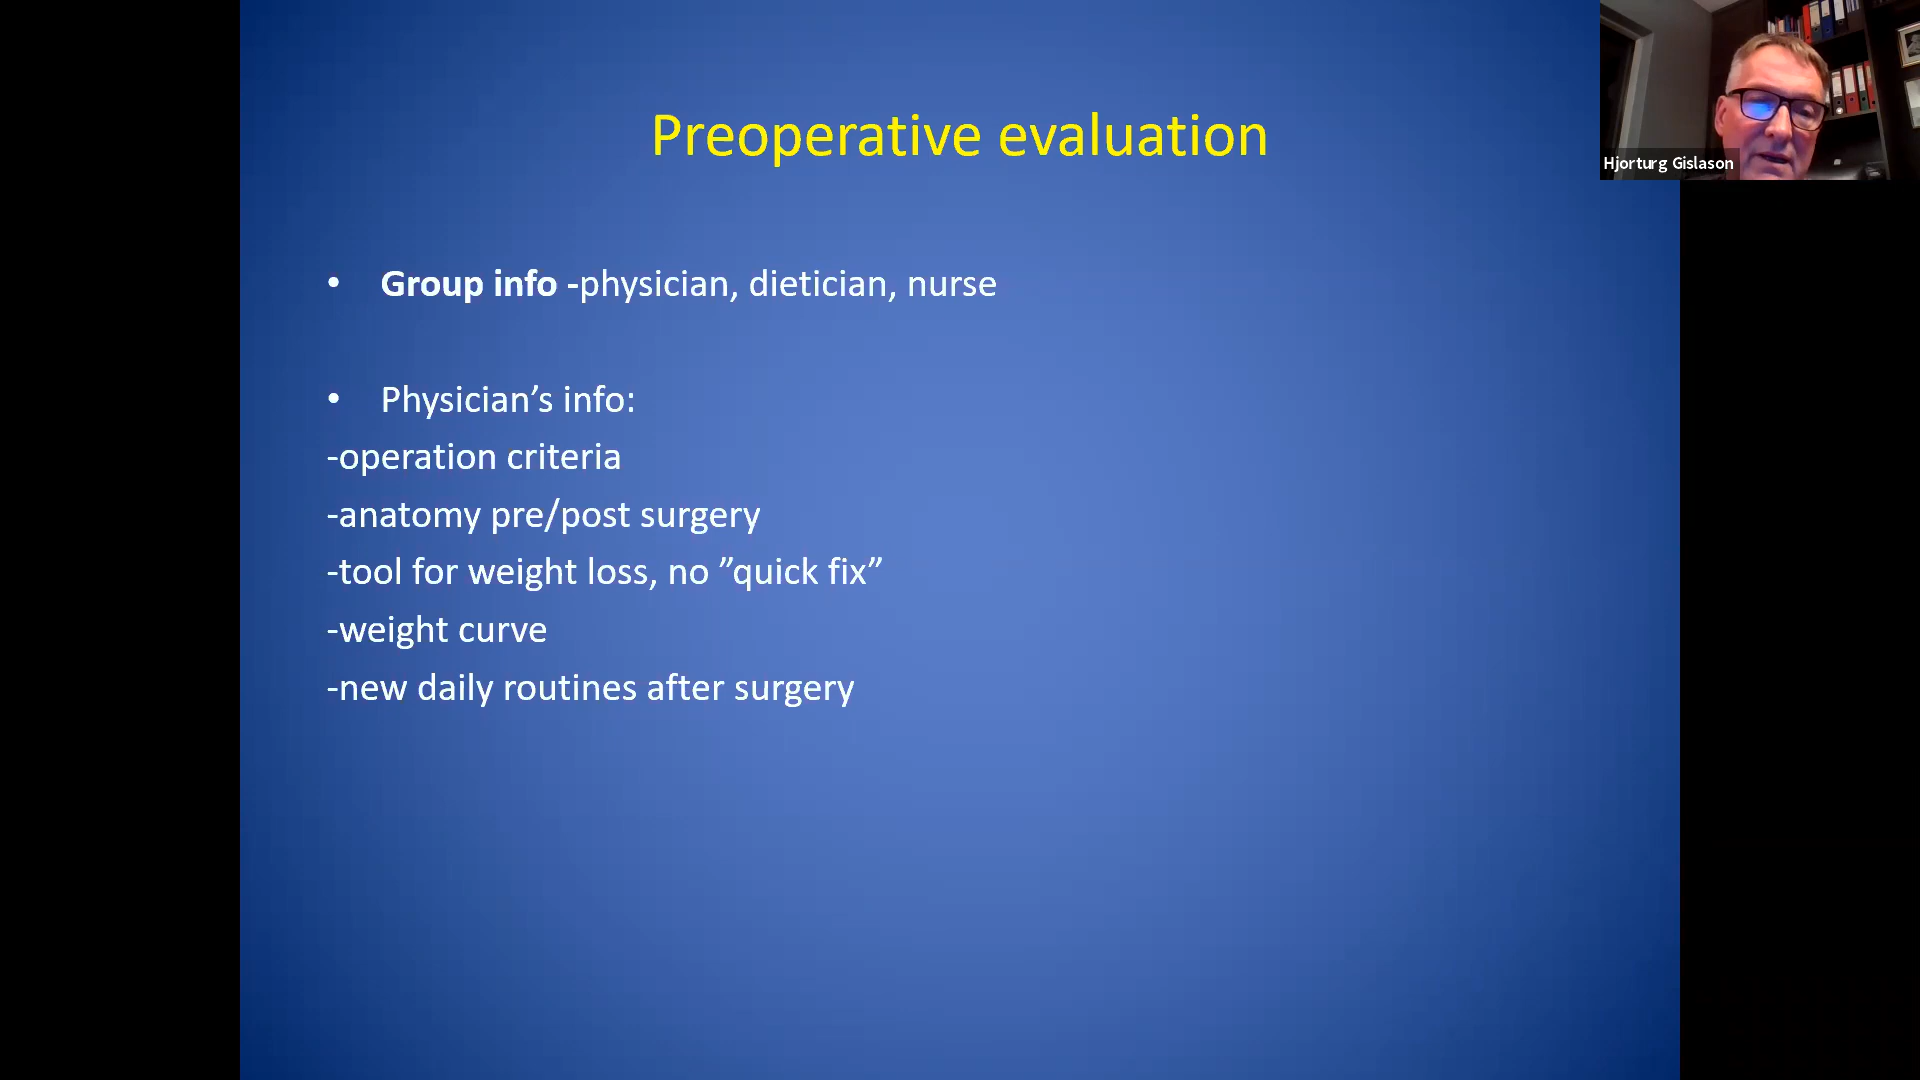 Preoperative evaluation
Hjorturg Gislason
• Group info -physician, dietician, nurse
• Physician’s info:
-operation criteria
-anatomy pre/post surgery
-tool for weight loss, no ”quick fix”
-weight curve
-new daily routines after surgery